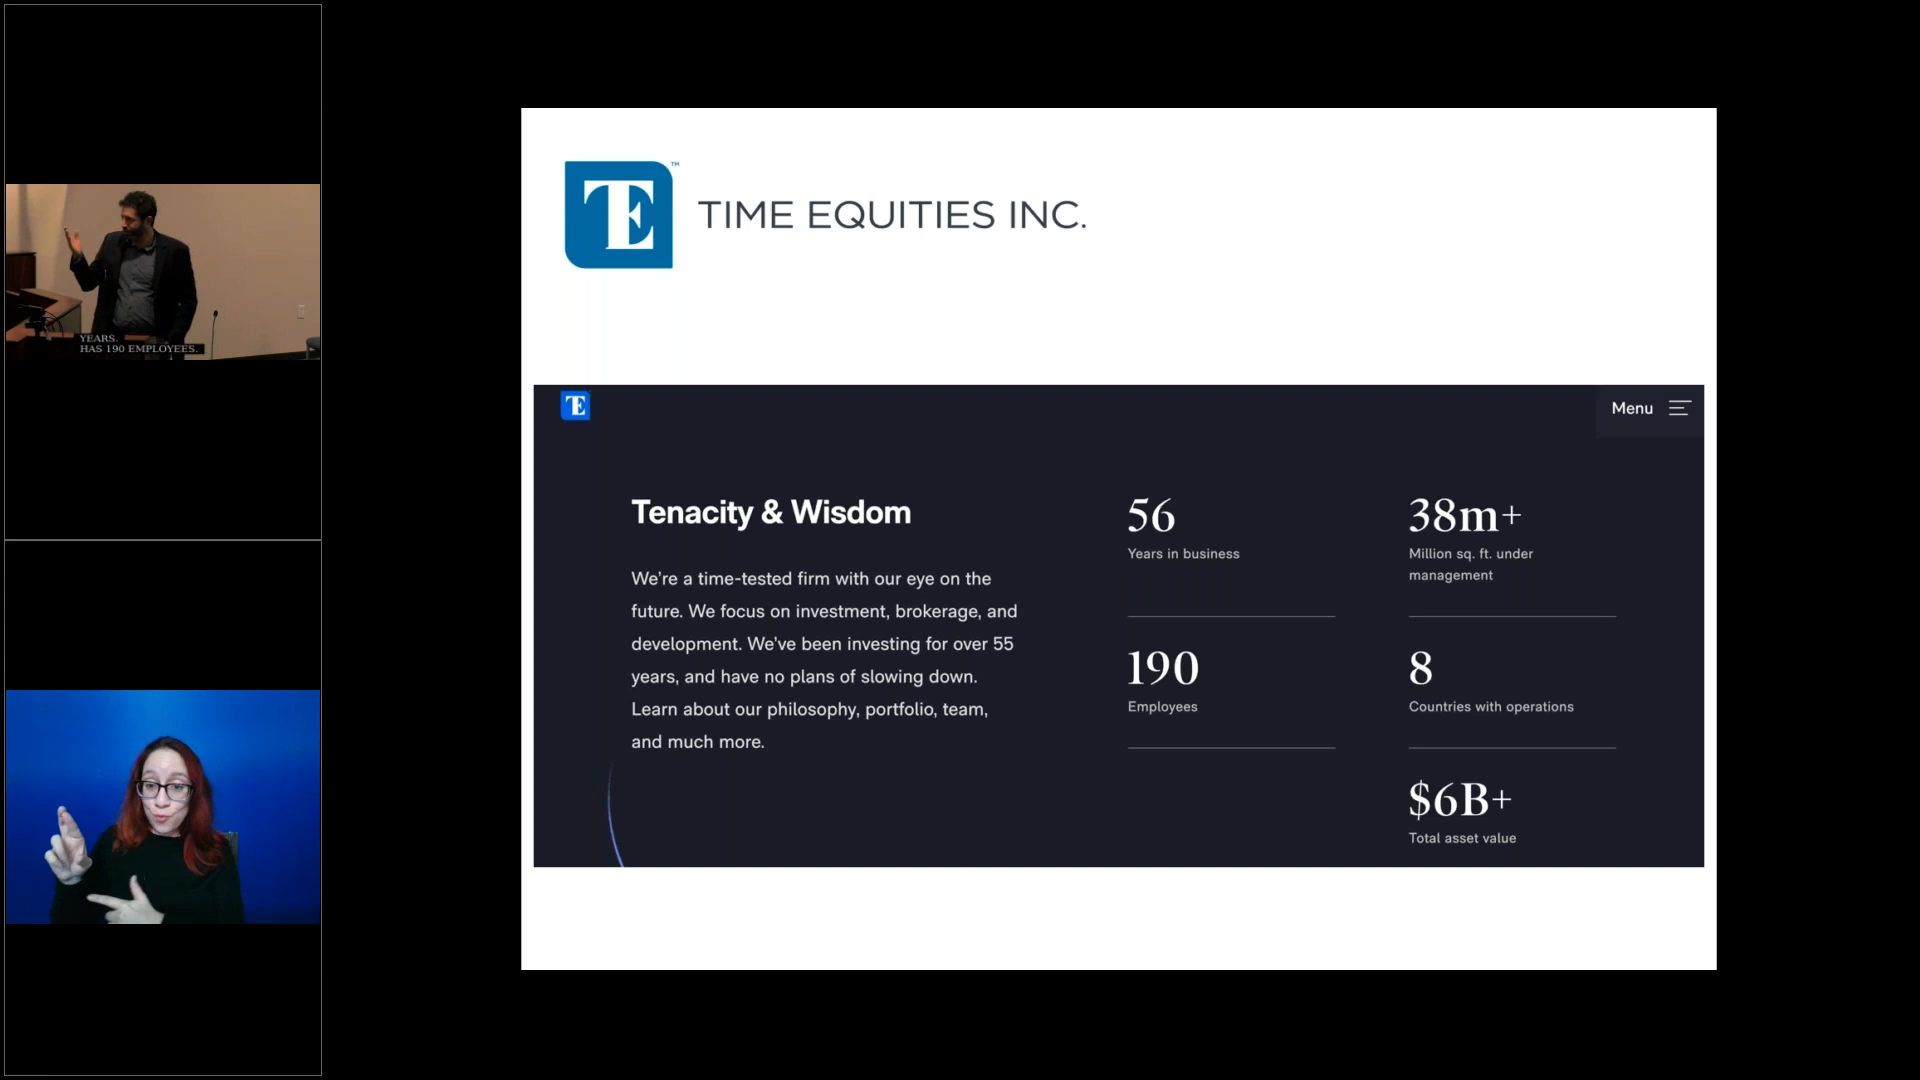 YEARS.
HAS 190 EMPLOYEES.
TE
™
TIME EQUITIES INC.
TE
Menu
Tenacity & Wisdom
We're a time-tested firm with our eye on the
future. We focus on investment, brokerage, and
development. We've been investing for over 55
years, and have no plans of slowing down.
Learn about our philosophy, portfolio, team,
and much more.
56
Years in business
38m+
Million sq. ft. under
management
190
Employees
8
Countries with operations
$6B+
Total asset value